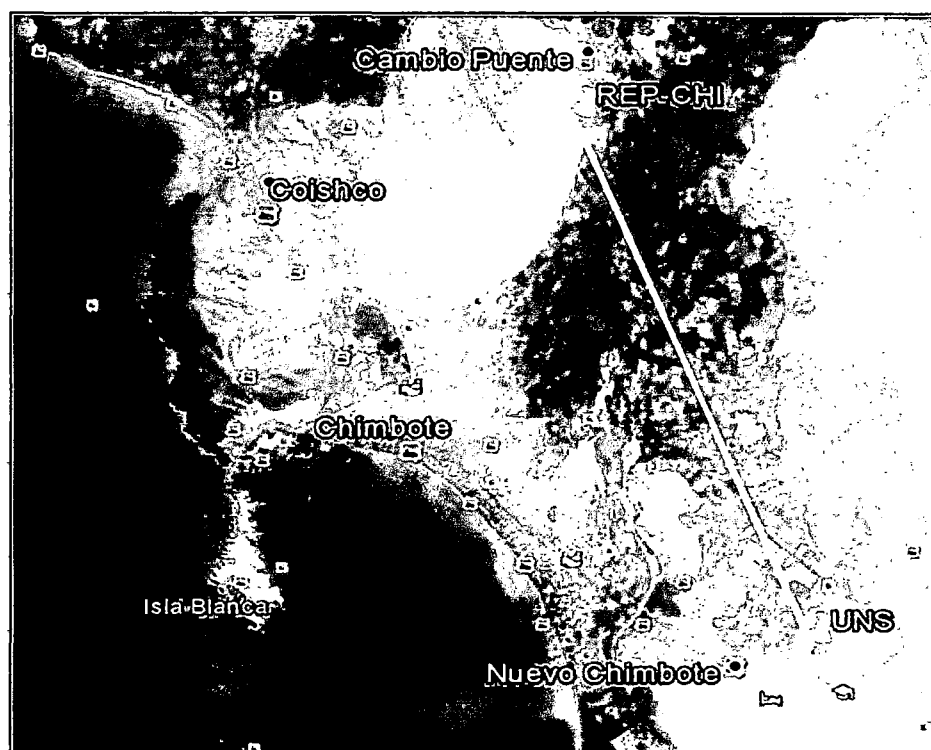 Cambio Puente
REP-CHI
Coishco
Chimbote
Isla Blanca
UNS
Nuevo Chimbote